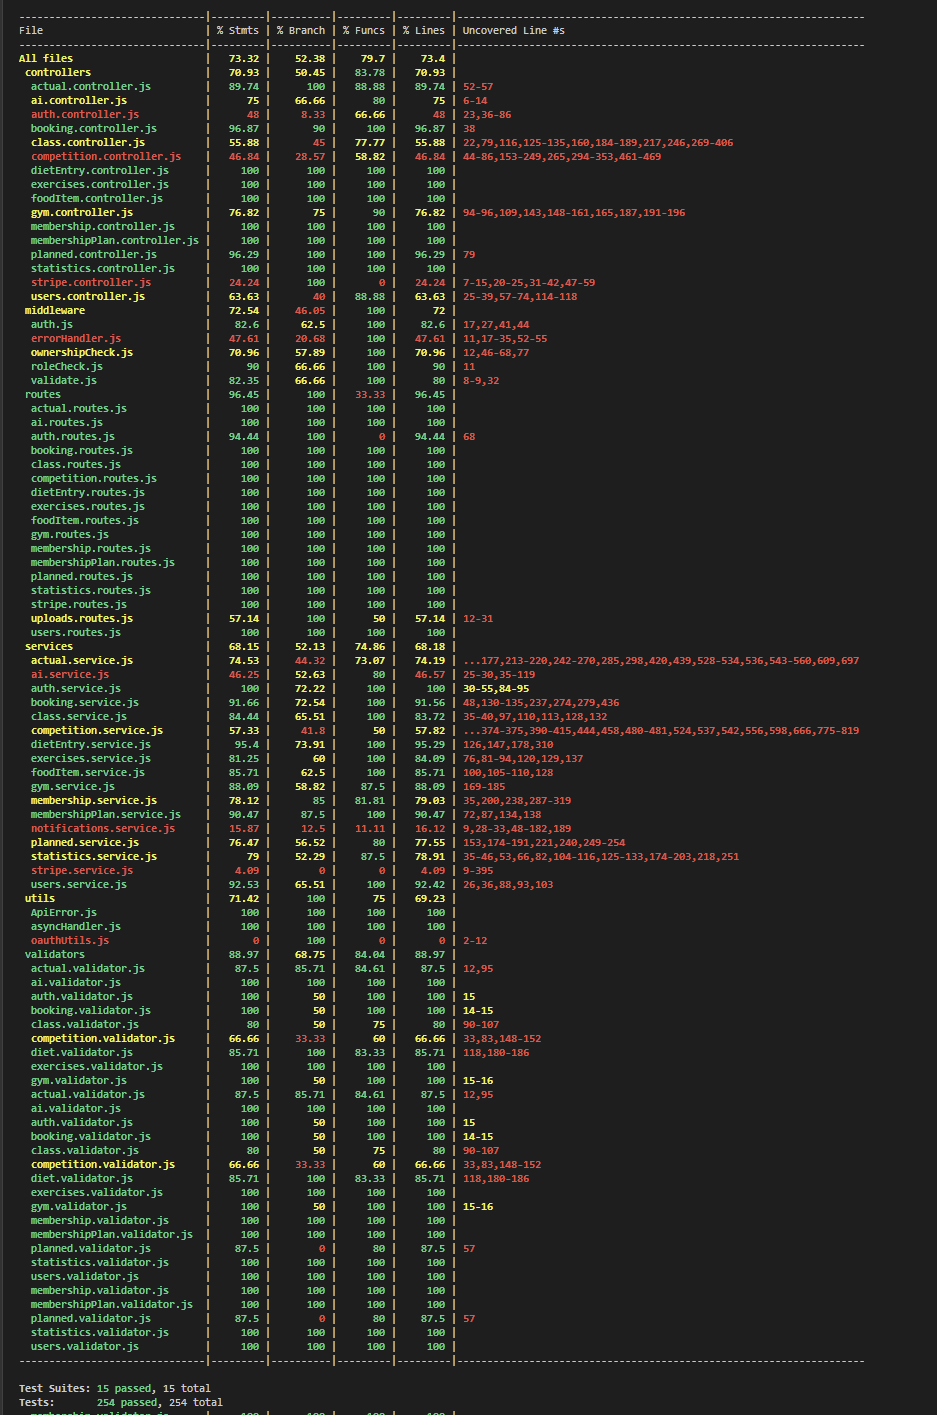 -------------------------------|---------|----------|---------|---------|--------------------------------------------------------------------
File | % Stmts | % Branch | % Funcs | % Lines | Uncovered Line #s
-------------------------------|---------|----------|---------|---------|--------------------------------------------------------------------
All files | 73.32 | 52.38 | 79.7 | 73.4 |
controllers | 70.93 | 50.45 | 83.78 | 70.93 |
actual.controller.js | 89.74 | 100 | 88.88 | 89.74 | 52-57
ai.controller.js | 75 | 66.66 | 80 | 75 | 6-14
auth.controller.js | 48 | 8.33 | 66.66 | 48 | 23,36-86
booking.controller.js | 96.87 | 90 | 100 | 96.87 | 38
class.controller.js | 55.88 | 45 | 77.77 | 55.88 | 22,79,116,125-135,160,184-189,217,246,269-406
competition.controller.js | 46.84 | 28.57 | 58.82 | 46.84 | 44-86,153-249,265,294-353,461-469
dietEntry.controller.js | 100 | 100 | 100 | 100 |
exercises.controller.js | 100 | 100 | 100 | 100 |
foodItem.controller.js | 100 | 100 | 100 | 100 |
gym.controller.js | 76.82 | 75 | 90 | 76.82 | 94-96,109,143,148-161,165,187,191-196
membership.controller.js | 100 | 100 | 100 | 100 |
membershipPlan.controller.js | 100 | 100 | 100 | 100 |
planned.controller.js | 96.29 | 100 | 100 | 96.29 | 79
statistics.controller.js | 100 | 100 | 100 | 100 |
stripe.controller.js | 24.24 | 100 | 0 | 24.24 | 7-15,20-25,31-42,47-59
users.controller.js | 63.63 | 40 | 88.88 | 63.63 | 25-39,57-74,114-118
middleware | 72.54 | 46.05 | 100 | 72 |
auth.js | 82.6 | 62.5 | 100 | 82.6 | 17,27,41,44
errorHandler.js | 47.61 | 20.68 | 100 | 47.61 | 11,17-35,52-55
ownershipCheck.js | 70.96 | 57.89 | 100 | 70.96 | 12,46-68,77
roleCheck.js | 90 | 66.66 | 100 | 90 | 11
validate.js | 82.35 | 66.66 | 100 | 80 | 8-9,32
routes | 96.45 | 100 | 33.33 | 96.45 |
actual.routes.js | 100 | 100 | 100 | 100 |
ai.routes.js | 100 | 100 | 100 | 100 |
auth.routes.js | 94.44 | 100 | 0 | 94.44 | 68
booking.routes.js | 100 | 100 | 100 | 100 |
class.routes.js | 100 | 100 | 100 | 100 |
competition.routes.js | 100 | 100 | 100 | 100 |
dietEntry.routes.js | 100 | 100 | 100 | 100 |
exercises.routes.js | 100 | 100 | 100 | 100 |
foodItem.routes.js | 100 | 100 | 100 | 100 |
gym.routes.js | 100 | 100 | 100 | 100 |
membership.routes.js | 100 | 100 | 100 | 100 |
membershipPlan.routes.js | 100 | 100 | 100 | 100 |
planned.routes.js | 100 | 100 | 100 | 100 |
statistics.routes.js | 100 | 100 | 100 | 100 |
stripe.routes.js | 100 | 100 | 100 | 100 |
uploads.routes.js | 57.14 | 100 | 50 | 57.14 | 12-31
users.routes.js | 100 | 100 | 100 | 100 |
services | 68.15 | 52.13 | 74.86 | 68.18 |
actual.service.js | 74.53 | 44.32 | 73.07 | 74.19 | ...177,213-220,242-270,285,298,420,439,528-534,536,543-560,609,697
ai.service.js | 46.25 | 52.63 | 80 | 46.57 | 25-30,35-119
auth.service.js | 100 | 72.22 | 100 | 100 | 30-55,84-95
booking.service.js | 91.66 | 72.54 | 100 | 91.56 | 48,130-135,237,274,279,436
class.service.js | 84.44 | 65.51 | 100 | 83.72 | 35-40,97,110,113,128,132
competition.service.js | 57.33 | 41.8 | 50 | 57.82 | ...374-375,390-415,444,458,480-481,524,537,542,556,598,666,775-819
dietEntry.service.js | 95.4 | 73.91 | 100 | 95.29 | 126,147,178,310
exercises.service.js | 81.25 | 60 | 100 | 84.09 | 76,81-94,120,129,137
foodItem.service.js | 85.71 | 62.5 | 100 | 85.71 | 100,105-110,128
gym.service.js | 88.09 | 58.82 | 87.5 | 88.09 | 169-185
membership.service.js | 78.12 | 85 | 81.81 | 79.03 | 35,200,238,287-319
membershipPlan.service.js | 90.47 | 87.5 | 100 | 90.47 | 72,87,134,138
notifications.service.js | 15.87 | 12.5 | 11.11 | 16.12 | 9,28-33,48-182,189
planned.service.js | 76.47 | 56.52 | 80 | 77.55 | 153,174-191,221,240,249-254
statistics.service.js | 79 | 52.29 | 87.5 | 78.91 | 35-46,53,66,82,104-116,125-133,174-203,218,251
stripe.service.js | 4.09 | 0 | 0 | 4.09 | 9-395
users.service.js | 92.53 | 65.51 | 100 | 92.42 | 26,36,88,93,103
utils | 71.42 | 100 | 75 | 69.23 |
ApiError.js | 100 | 100 | 100 | 100 |
asyncHandler.js | 100 | 100 | 100 | 100 |
oauthUtils.js | 0 | 100 | 0 | 0 | 2-12
validators | 88.97 | 68.75 | 84.04 | 88.97 |
actual.validator.js | 87.5 | 85.71 | 84.61 | 87.5 | 12,95
ai.validator.js | 100 | 100 | 100 | 100 |
auth.validator.js | 100 | 50 | 100 | 100 | 15
booking.validator.js | 100 | 50 | 100 | 100 | 14-15
class.validator.js | 80 | 50 | 75 | 80 | 90-107
competition.validator.js | 66.66 | 33.33 | 60 | 66.66 | 33,83,148-152
diet.validator.js | 85.71 | 100 | 83.33 | 85.71 | 118,180-186
exercises.validator.js | 100 | 100 | 100 | 100 |
gym.validator.js | 100 | 50 | 100 | 100 | 15-16
actual.validator.js | 87.5 | 85.71 | 84.61 | 87.5 | 12,95
ai.validator.js | 100 | 100 | 100 | 100 |
auth.validator.js | 100 | 50 | 100 | 100 | 15
booking.validator.js | 100 | 50 | 100 | 100 | 14-15
class.validator.js | 80 | 50 | 75 | 80 | 90-107
competition.validator.js | 66.66 | 33.33 | 60 | 66.66 | 33,83,148-152
diet.validator.js | 85.71 | 100 | 83.33 | 85.71 | 118,180-186
exercises.validator.js | 100 | 100 | 100 | 100 |
gym.validator.js | 100 | 50 | 100 | 100 | 15-16
membership.validator.js | 100 | 100 | 100 | 100 |
membershipPlan.validator.js | 100 | 100 | 100 | 100 |
planned.validator.js | 87.5 | 0 | 80 | 87.5 | 57
statistics.validator.js | 100 | 100 | 100 | 100 |
users.validator.js | 100 | 100 | 100 | 100 |
membership.validator.js | 100 | 100 | 100 | 100 |
membershipPlan.validator.js | 100 | 100 | 100 | 100 |
planned.validator.js | 87.5 | 0 | 80 | 87.5 | 57
statistics.validator.js | 100 | 100 | 100 | 100 |
users.validator.js | 100 | 100 | 100 | 100 |
-------------------------------|---------|----------|---------|---------|--------------------------------------------------------------------
Test Suites: 15 passed, 15 total
Tests: 254 passed, 254 total
membership.validator.js | 100 | 100 | 100 | 100 |